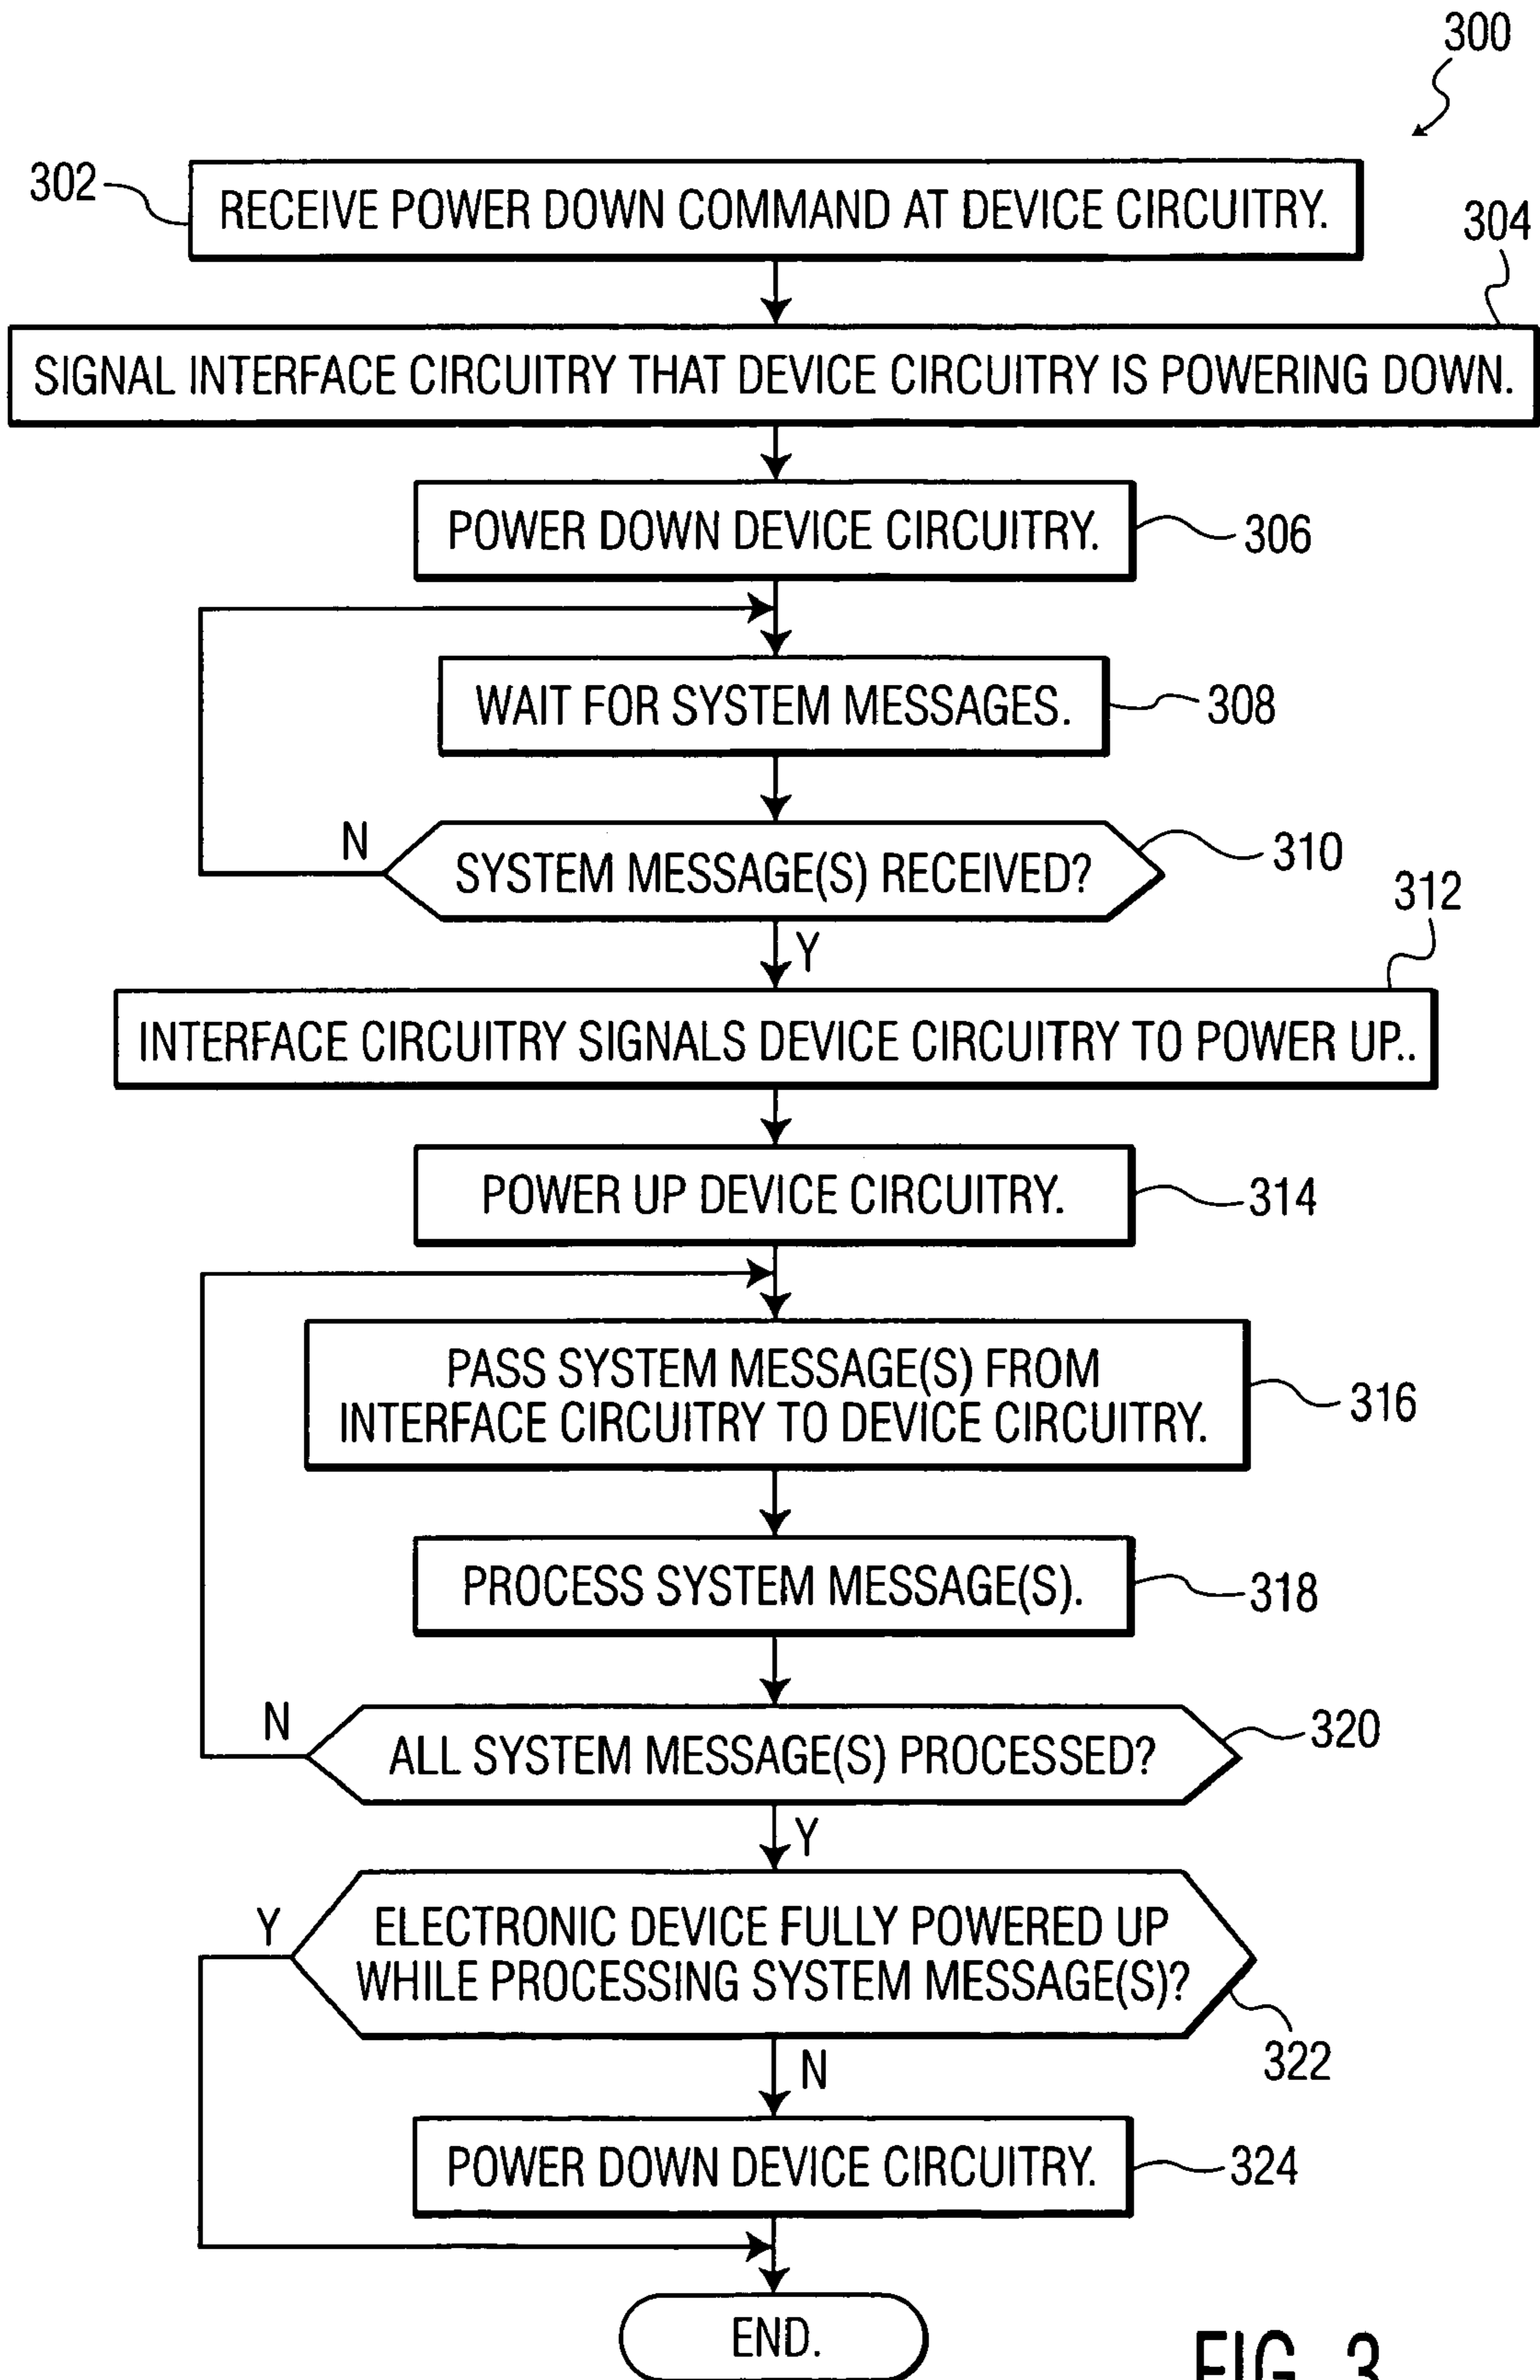 300
302
RECEIVE POWER DOWN COMMAND AT DEVICE CIRCUITRY.
304
SIGNAL INTERFACE CIRCUITRY THAT DEVICE CIRCUITRY IS POWERING DOWN.
POWER DOWN DEVICE CIRCUITRY.
306
WAIT FOR SYSTEM MESSAGES.
308
N
SYSTEM MESSAGE(S) RECEIVED?
310
312
Y
INTERFACE CIRCUITRY SIGNALS DEVICE CIRCUITRY TO POWER UP..
POWER UP DEVICE CIRCUITRY.
314
PASS SYSTEM MESSAGE(S) FROM
INTERFACE CIRCUITRY TO DEVICE CIRCUITRY.
316
PROCESS SYSTEM MESSAGE(S).
318
N
ALL SYSTEM MESSAGE(S) PROCESSED?
320
Y
Y
ELECTRONIC DEVICE FULLY POWERED UP
WHILE PROCESSING SYSTEM MESSAGE(S)?
322
N
POWER DOWN DEVICE CIRCUITRY.
324
END.
FIG. 3